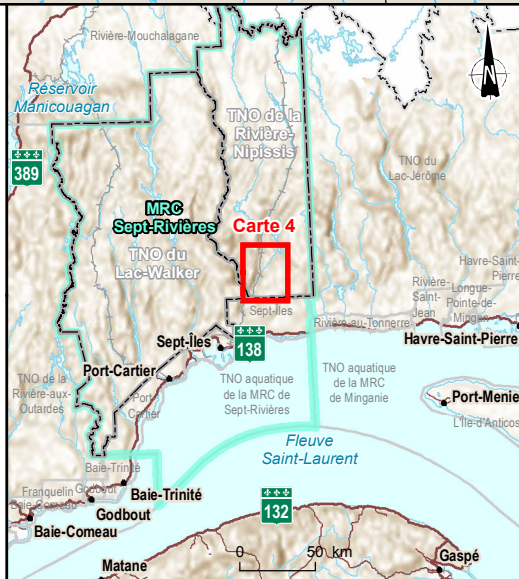 Rivière-Mouchalagane
Réservoir
Manicouagan
N
TNO de la
Rivière-
Nipissis
389
TNO du
Lac-Jérôme
MRC
Sept-Rivières
Carte 4
TNO du
Lac-Walker
Havre-Saint-
Pierre
Rivière-
Saint-
Jean
Longue-
Pointe-de-
Mingan
Sept-Îles
Rivière-au-Tonnerre
138
Sept-Îles
Havre-Saint-Pierre
Port-Cartier
TNO aquatique
de la MRC de
Sept-Rivières
TNO aquatique
de la MRC
de Minganie
TNO de la
Rivière-aux-
Outardes
Port-
Cartier
Port-Menie
L'Île-d'Anticos
Fleuve
Saint-Laurent
Baie-Trinité
Franquelin
Godbout
Baie-Trinité
Baie-Comeau
Godbout
132
Baie-Comeau
0 50 km
Matane
Gaspé